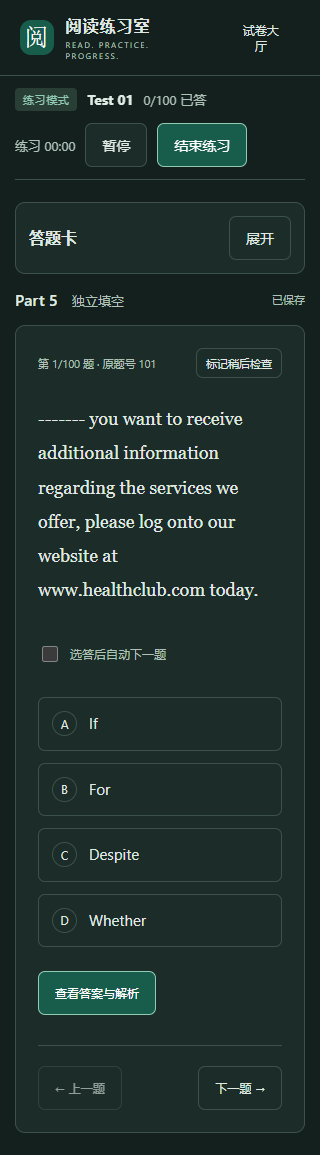 阅
阅读练习室
READ. PRACTICE.
PROGRESS.
试卷大
厅
练习模式 Test 01 0/100 已答
练习 00:00 暂停 结束练习
答题卡 展开
Part 5 独立填空 已保存
第 1/100 题 · 原题号 101 标记稍后检查
------- you want to receive
additional information
regarding the services we
offer, please log onto our
website at
www.healthclub.com today.
选答后自动下一题
A If
B For
C Despite
D Whether
查看答案与解析
← 上一题 下一题 →